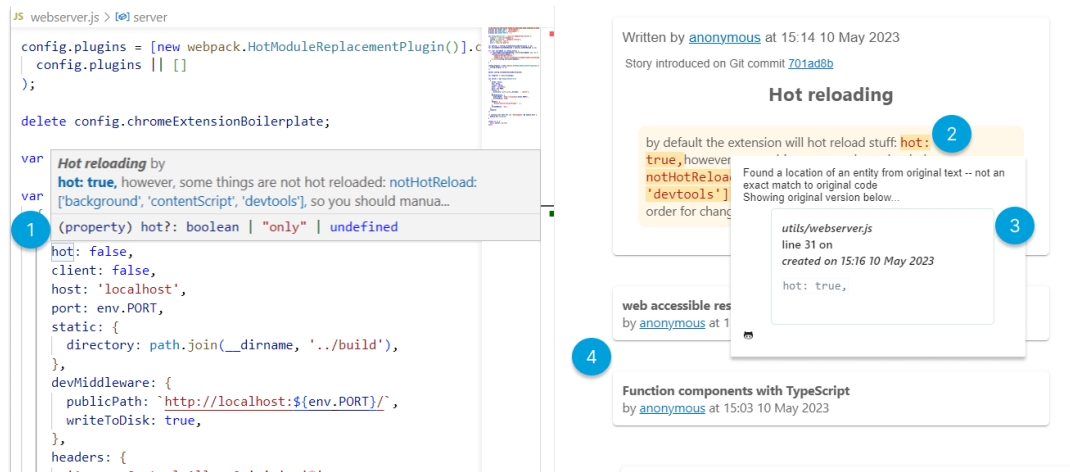 JS webserver.js > server
config.plugins = [new webpack.HotModuleReplacementPlugin()].c
config.plugins || []
);
delete config.chromeExtensionBoilerplate;
var
Hot reloading by
hot: true, however, some things are not hot reloaded: notHotReload:
['background', 'contentScript', 'devtools'], so you should manua...
var
1
(property) hot?: boolean | "only" | undefined
hot: false,
client: false,
host: 'localhost',
port: env.PORT,
static: {
directory: path.join(__dirname, '../build'),
},
devMiddleware: {
publicPath: `http://localhost:${env.PORT}/`,
writeToDisk: true,
},
headers: {
Written by anonymous at 15:14 10 May 2023
Story introduced on Git commit 701ad8b
Hot reloading
2
by default the extension will hot reload stuff: hot:
true,however
notHotReload
'devtools']
order for chang
Found a location of an entity from original text -- not an
exact match to original code
Showing original version below...
3
utils/webserver.js
line 31 on
created on 15:16 10 May 2023
hot: true,
web accessible res
by anonymous at 1
4
Function components with TypeScript
by anonymous at 15:03 10 May 2023